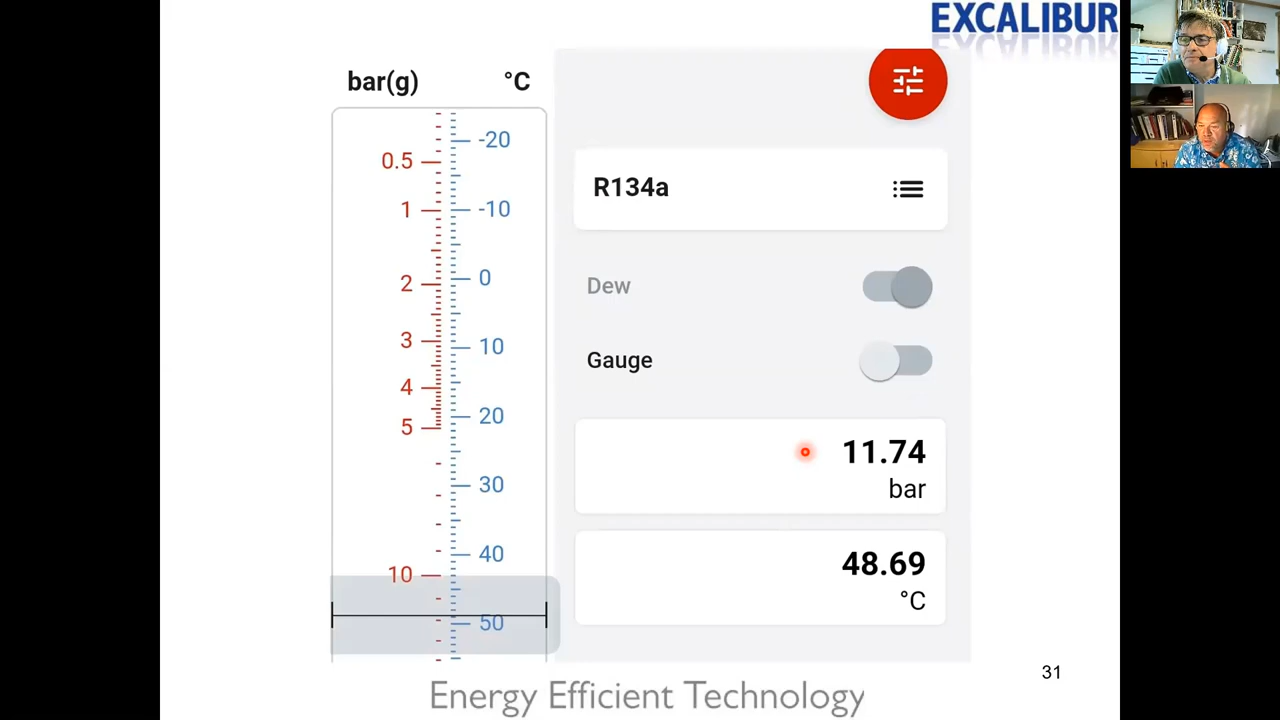 EXCALIBUR
bar(g) °C
-20
0.5
1 -10
2 0
3 10
4
5 20
30
40
10
50
R134a
Dew
Gauge
11.74
bar
48.69
°C
31
Energy Efficient Technology